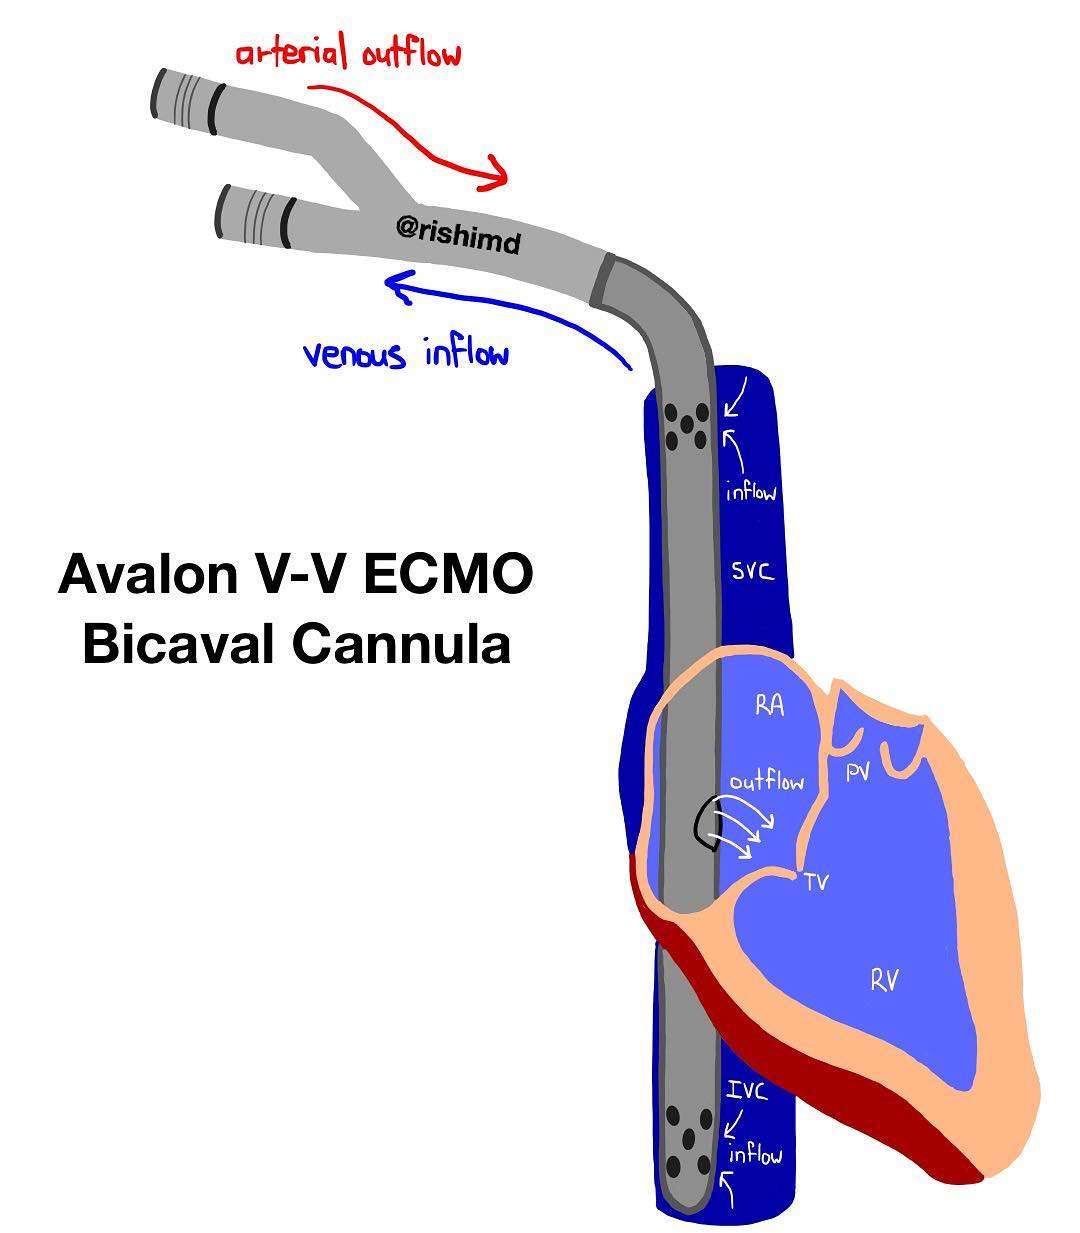 arterial outflow
@rishimd
venous inflow
inflow
SVC
Avalon V-V ECMO
Bicaval Cannula
RA
outflow
PV
TV
RV
IVC
inflow